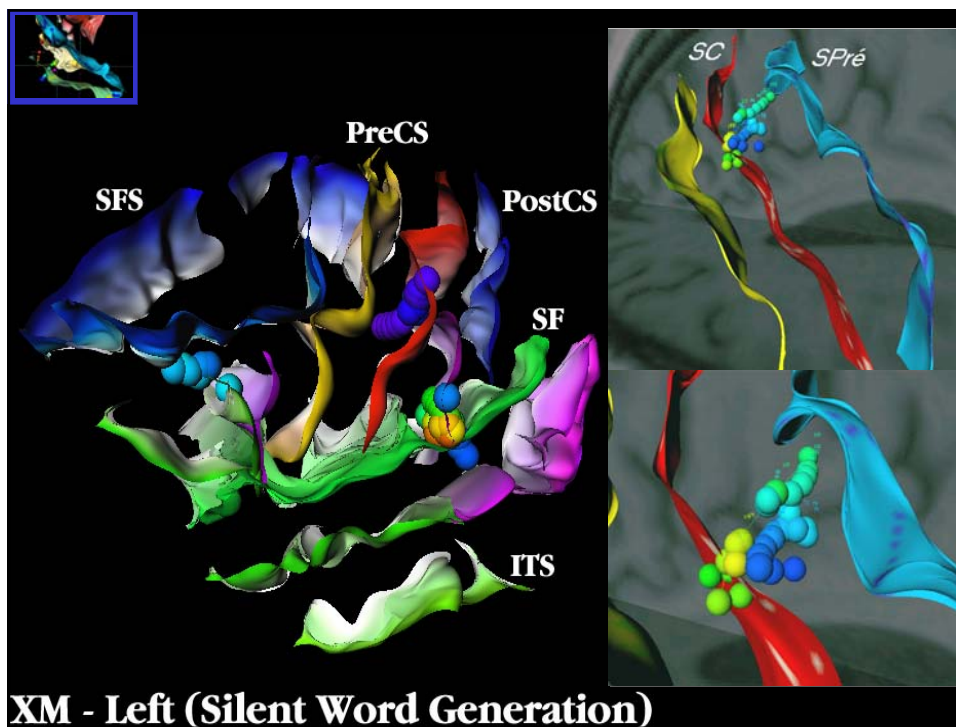 PreCS
SFS
PostCS
SF
ITS
SC
SPré
XM - Left (Silent Word Generation)